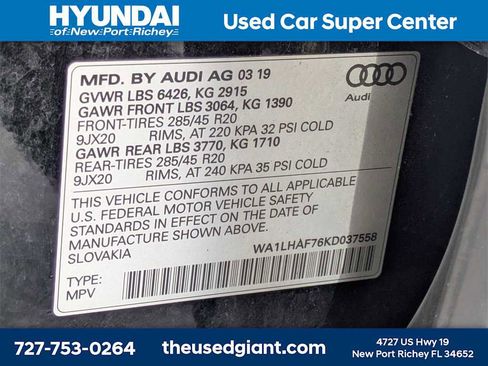 HYUNDAI
of New Port Richey
Used Car Super Center
MFD. BY AUDI AG 03 19
GVWR LBS 6426, KG 2915
GAWR FRONT LBS 3064, KG 1390
FRONT-TIRES 285/45 R20
9JX20 RIMS, AT 220 KPA 32 PSI COLD
GAWR REAR LBS 3770, KG 1710
REAR-TIRES 285/45 R20
9JX20 RIMS, AT 240 KPA 35 PSI COLD
Audi
THIS VEHICLE CONFORMS TO ALL APPLICABLE
U.S. FEDERAL MOTOR VEHICLE SAFETY
STANDARDS IN EFFECT ON THE DATE OF
MANUFACTURE SHOWN ABOVE.
SLOVAKIA
WA1LHAF76KD037558
TYPE:
MPV
727-753-0264
theusedgiant.com
4727 US Hwy 19
New Port Richey FL 34652